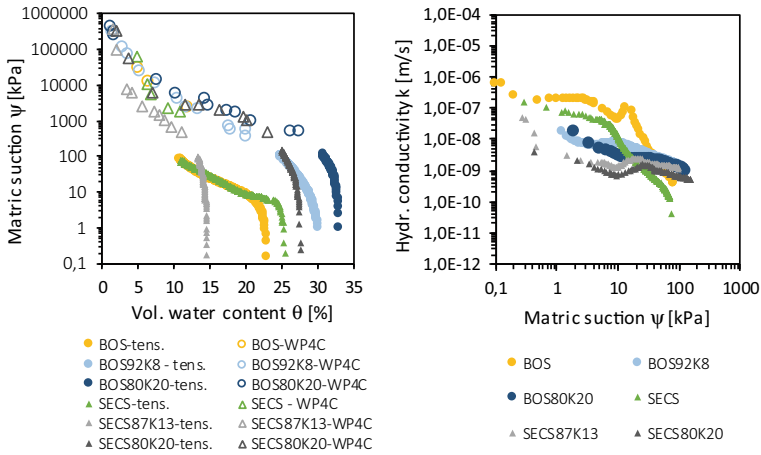 Matric suction ψ [kPa]
1000000
100000
10000
1000
100
10
1
0,1
0 5 10 15 20 25 30 35
Vol. water content θ [%]
BOS-tens.
BOS-WP4C
BOS92K8 - tens.
BOS92K8-WP4C
BOS80K20-tens.
BOS80K20-WP4C
SECS-tens.
SECS - WP4C
SECS87K13-tens.
SECS87K13-WP4C
SECS80K20-tens.
SECS80K20-WP4C
Hydr. conductivity k [m/s]
1,0E-04
1,0E-05
1,0E-06
1,0E-07
1,0E-08
1,0E-09
1,0E-10
1,0E-11
1,0E-12
0,1 1 10 100 1000
Matric suction ψ [kPa]
BOS
BOS92K8
BOS80K20
SECS
SECS87K13
SECS80K20